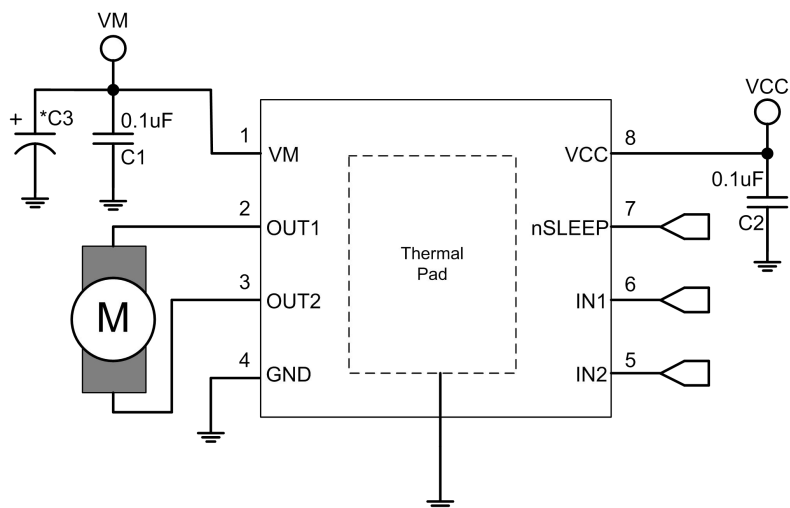 VM
VCC
+ *C3
0.1uF
C1
1
VM
VCC
8
0.1uF
C2
2
OUT1
nSLEEP
7
Thermal
Pad
M
3
OUT2
IN1
6
4
GND
IN2
5